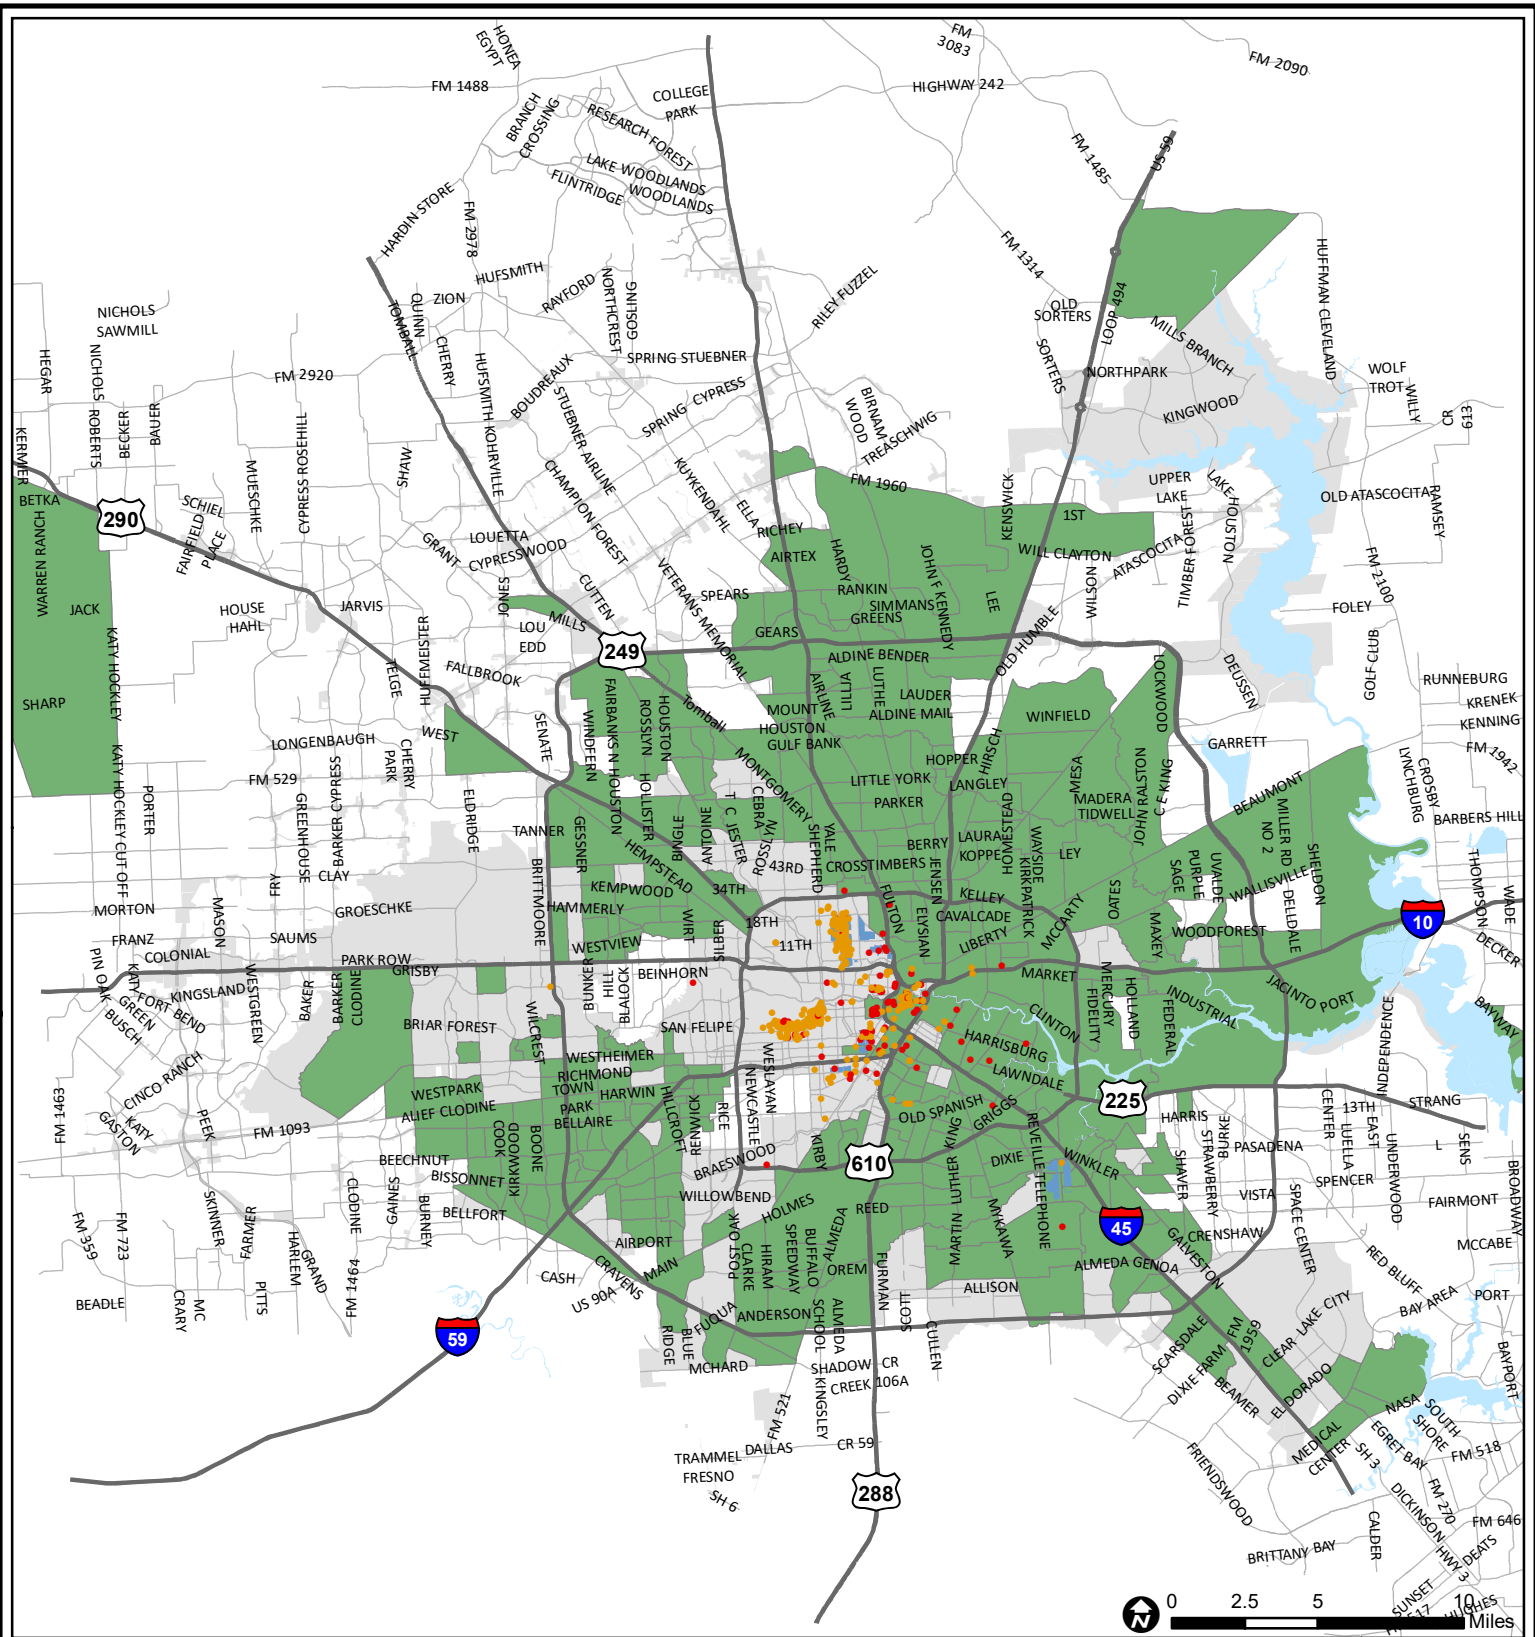 HONEA
EGYPT
FM
3083
FM 2090
FM 1488
COLLEGE
PARK
HIGHWAY 242
BRANCH
CROSSING
RESEARCH FOREST
FM 1485
US 59
LAKE WOODLANDS
FLINTRIDGE
WOODLANDS
HARDIN STORE
FM 2978
FM 1314
HUFFMAN CLEVELAND
HUFSMITH
RAYFORD
NORTHCREST
GOSLING
RILEY FUZZEL
QUINN
ZION
OLD
SORTERS
LOOP 494
NICHOLS
SAWMILL
TOMBALL
CHERRY
MILLS BRANCH
HEGAR
NICHOLS
ROBERTS
BECKER
BAUER
FM 2920
HUFSMITH KOHRVILLE
BOUDREAUX
SPRING STUEBNER
SORTERS
NORTHPARK
WOLF
TROT
WILLY
STUEBNER AIRLINE
SPRING CYPRESS
BIRNAM
WOOD
TREASCHWIG
KINGWOOD
CR
613
KERMIER
MUESCHKE
CYPRESS ROSEHILL
SHAW
CHAMPION FOREST
KUYKENDAHL
FM 1960
KENSWICK
UPPER
LAKE
LAKE HOUSTON
OLD ATASCOCITA
RAMSEY
BETKA
290
SCHIEL
FAIRFIELD
PLACE
GRANT
LOUETTA
CYPRESSWOOD
ELLA
RICHEY
AIRTEX
HARDY
JOHN F KENNEDY
1ST
WILL CLAYTON
ATASCOCITA
TIMBER FOREST
FM 2100
WARREN RANCH
JACK
HOUSE
HAHL
JARVIS
JONES
CUTTEN
VETERANS MEMORIAL
SPEARS
RANKIN
SIMMANS
GREENS
LEE
WILSON
FOLEY
KATY HOCKLEY
HUFFMEISTER
LOU
EDD
MILLS
249
GEARS
OLD HUMBLE
GOLF CLUB
TELGE
FALLBROOK
ALDINE BENDER
LOCKWOOD
DEUSSEN
RUNNEBURG
KRENEK
KENNING
SHARP
FAIRBANKS N HOUSTON
ROSSLYN
HOUSTON
Tomball
AIRLINE
LILLJA
LUTHE
LAUDER
ALDINE MAIL
WINFIELD
WEST
SENATE
WINDFERN
MOUNT
HOUSTON
GULF BANK
GARRETT
FM 1942
LONGENBAUGH
FM 529
CHERRY
PARK
MONTGOMERY
HOPPER
HIRSCH
MESA
LYNCHBURG
CROSBY
KATY HOCKLEY CUT OFF
PORTER
GREENHOUSE
BARKER CYPRESS
ELDRIDGE
HOLLISTER
LITTLE YORK
LANGLEY
PARKER
MADERA
TIDWELL
JOHN RALSTON
C E KING
BEAUMONT
BARBERS HILL
TANNER
GESSNER
BINGLE
ANTOINE
T C JESTER
CEBRA
ROSSLYN
YALE
SHEPHERD
BERRY
LAURA
KOPPE
HOMESTEAD
WAYSIDE
KIRKPATRICK
LEY
MILLER RD
NO 2
SHELDON
FRY
CLAY
BRITTMOORE
HEMPSTEAD
43RD
CROSSTIMBERS
JENSEN
SAGE
PURPLE
UVALDE
WALLISVILLE
DELLDALE
THOMPSON
WADE
MORTON
MASON
GROESCHKE
KEMPWOOD
34TH
FULTON
KELLEY
OATES
10
HAMMERLY
WIRT
SILBER
18TH
11TH
ELYSIAN
CAVALCADE
LIBERTY
MCCARTY
MAXEY
WOODFOREST
DECKER
FRANZ
COLONIAL
SAUMS
PARK ROW
GRISBY
WESTVIEW
BEINHORN
MARKET
PIN OAK
KATY
FORT BEND
GREEN
BUSCH
KINGSLAND
WESTGREEN
BAKER
BARKER
CLODINE
BUNKER
HILL
BLALOCK
MERCURY
FIDELITY
HOLLAND
INDUSTRIAL
JACINTO PORT
BAYWAY
BRIAR FOREST
WILCREST
SAN FELIPE
CLINTON
FEDERAL
INDEPENDENCE
CINCO RANCH
WESTHEIMER
RICHMOND
WESLAYAN
HARRISBURG
LAWNDALE
FM 1463
GASTON
KATY
PEEK
WESTPARK
ALIEF CLODINE
TOWN
PARK
HARWIN
BELLAIRE
HILLCROFT
RENWICK
RICE
NEWCASTLE
OLD SPANISH
GRIGGS
225
HARRIS
CENTER
13TH
STRANG
FM 1093
COOK
KIRKWOOD
BOONE
KIRBY
KING
REVEILLE
STRAWBERRY
BURKE
PASADENA
LUELLA
EAST
UNDERWOOD
L
SENS
BEECHNUT
BISSONNET
BRAESWOOD
610
DIXIE
WINKLER
SHAVER
SPENCER
CLODINE
GAINES
BURNEY
WILLOWBEND
MARTIN LUTHER
TELEPHONE
VISTA
FAIRMONT
BROADWAY
FM 359
FM 723
SKINNER
FARMER
BELLFORT
HOLMES
REED
MYKAWA
45
SPACE CENTER
HARLEM
GRAND
AIRPORT
POST OAK
CLARKE
HIRAM
SPEEDWAY
BUFFALO
ALMEDA
CRENSHAW
GALVESTON
MCCABE
RED BLUFF
FM 1464
CASH
CRAVENS
MAIN
OREM
FURMAN
ALMEDA GENOA
BEADLE
CRARY
MC
PITTS
US 90A
ALLISON
BAY AREA
PORT
59
FUQUA
ANDERSON
SCHOOL
ALMEDA
SCOTT
CULLEN
SCARSDALE
FM
1959
CLEAR LAKE CITY
RIDGE
BLUE
MCHARD
SHADOW
CREEK
CR
106A
DIXIE FARM
BEAMER
EL DORADO
BAYPORT
FM 521
KINGSLEY
NASA
SOUTH
SHORE
TRAMMEL
FRESNO
DALLAS
CR 59
MEDICAL
CENTER
SH 3
EGRET BAY
FM 518
SH 6
288
FRIENDSWOOD
FM 270
DICKINSON
HWY 3
FM 646
CALDER
DEATS
BRITTANY BAY
SUNSET
HUGHES
N
0
2.5
5
10
Miles